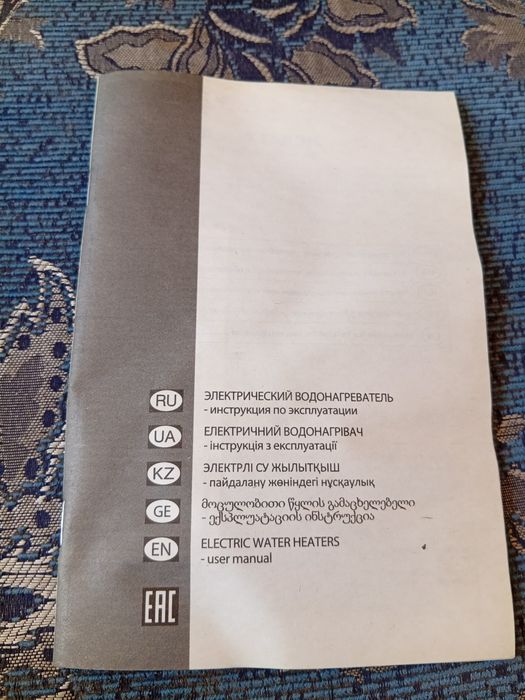 RU ЭЛЕКТРИЧЕСКИЙ ВОДОНАГРЕВАТЕЛЬ
- инструкция по эксплуатации
UA ЕЛЕКТРИЧНИЙ ВОДОНАГРІВАЧ
- інструкція з експлуатації
KZ ЭЛЕКТРЛІ СУ ЖЫЛЫТҚЫШ
- пайдалану жөніндегі нұсқаулық
GE მოცულობითი წყლის გამაცხელებელი
- ექსპლუატაციის ინსტრუქცია
EN ELECTRIC WATER HEATERS
- user manual
EAC